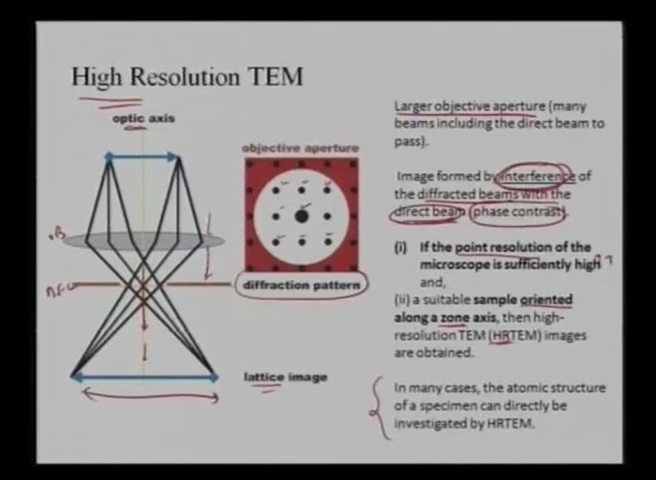 High Resolution TEM
optic axis
objective aperture
diffraction pattern
lattice image
Larger objective aperture (many
beams including the direct beam to
pass).
Image formed by interference of
the diffracted beams with the
direct beam (phase contrast).
(i) If the point resolution of the
microscope is sufficiently high
and,
(ii) a suitable sample oriented
along a zone axis, then high-
resolution TEM (HRTEM) images
are obtained.
In many cases, the atomic structure
of a specimen can directly be
investigated by HRTEM.